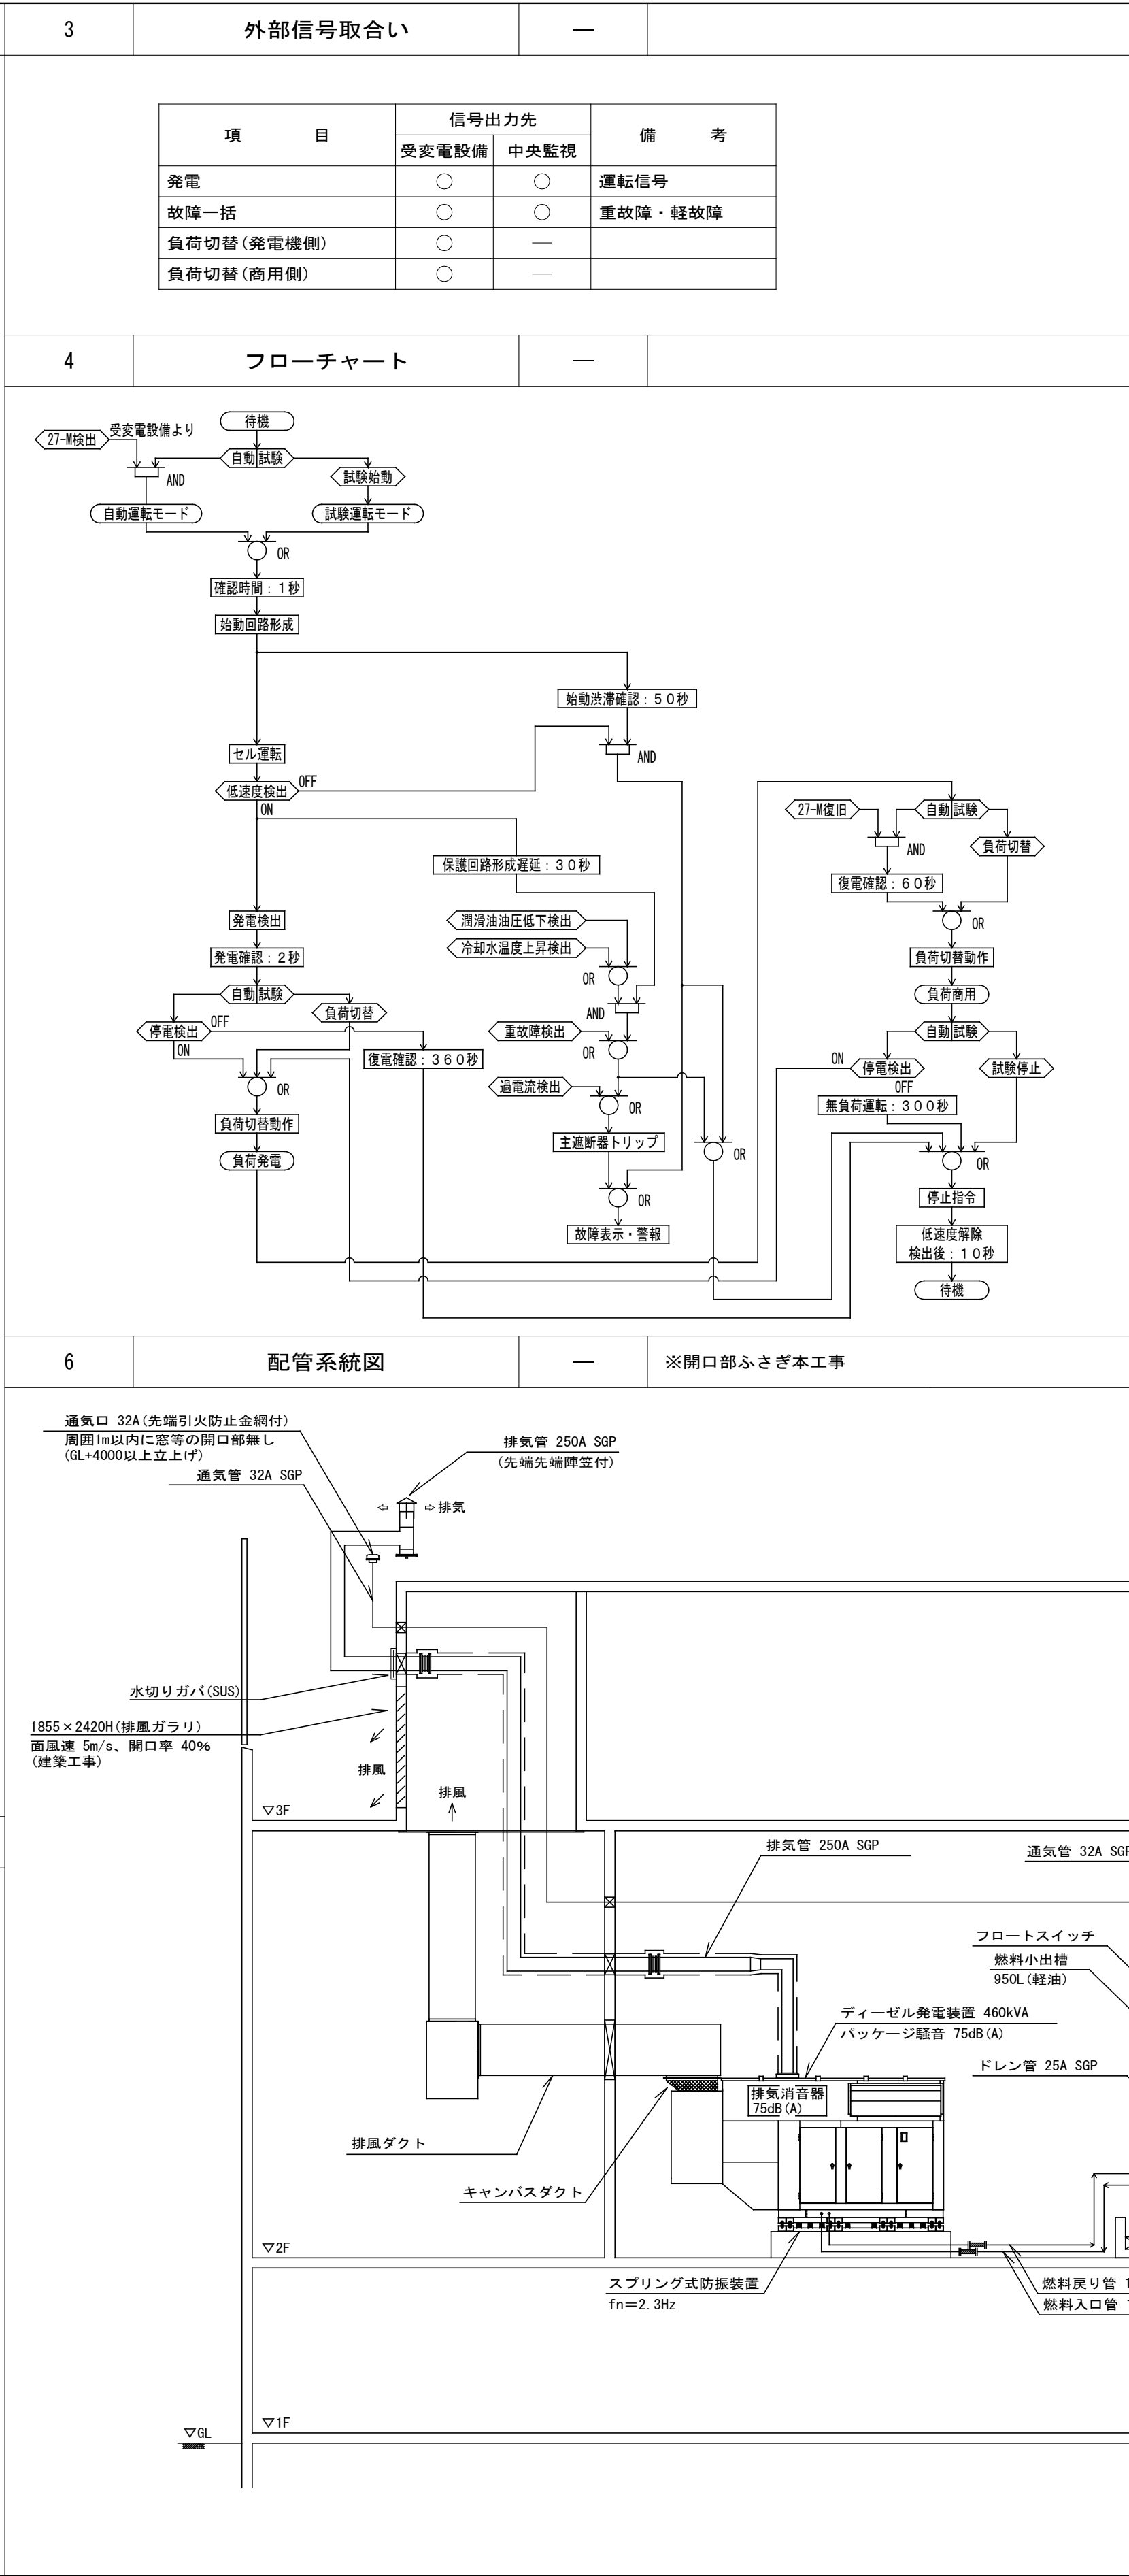 3 外部信号取合い —
項 目 信号出力先 備 考
受変電設備 中央監視
発電 ○ ○ 運転信号
故障一括 ○ ○ 重故障・軽故障
負荷切替(発電機側) ○ —
負荷切替(商用側) ○ —
4 フローチャート —
待機
27-M検出
受変電設備より
自動 試験
AND
試験始動
自動運転モード
試験運転モード
OR
確認時間:1秒
始動回路形成
始動渋滞確認:50秒
セル運転
AND
低速度検出
OFF
ON
保護回路形成遅延:30秒
発電検出
発電確認:2秒
自動 試験
停電検出
OFF
ON
負荷切替
復電確認:360秒
OR
負荷切替動作
負荷発電
潤滑油油圧低下検出
冷却水温度上昇検出
OR
AND
重故障検出
OR
過電流検出
OR
主遮断器トリップ
OR
OR
故障表示・警報
27-M復旧
自動 試験
AND
負荷切替
復電確認:60秒
OR
負荷切替動作
負荷商用
自動 試験
ON
停電検出
試験停止
OFF
無負荷運転:300秒
OR
停止指令
低速度解除
検出後:10秒
待機
6 配管系統図 — ※開口部ふさぎ本工事
通気口 32A(先端引火防止金網付)
周囲1m以内に窓等の開口部無し
(GL+4000以上立上げ)
通気管 32A SGP
排気管 250A SGP
(先端先端陣笠付)
⇦ ⇨排気
水切りガバ(SUS)
1855×2420H(排風ガラリ)
面風速 5m/s、開口率 40%
(建築工事)
排風
排風
▽3F
排気管 250A SGP
通気管 32A SGP
フロートスイッチ
燃料小出槽
950L(軽油)
ディーゼル発電装置 460kVA
パッケージ騒音 75dB(A)
ドレン管 25A SGP
排気消音器
75dB(A)
排風ダクト
キャンバスダクト
▽2F
スプリング式防振装置
fn=2.3Hz
燃料戻り管 1
燃料入口管
▽1F
▽GL